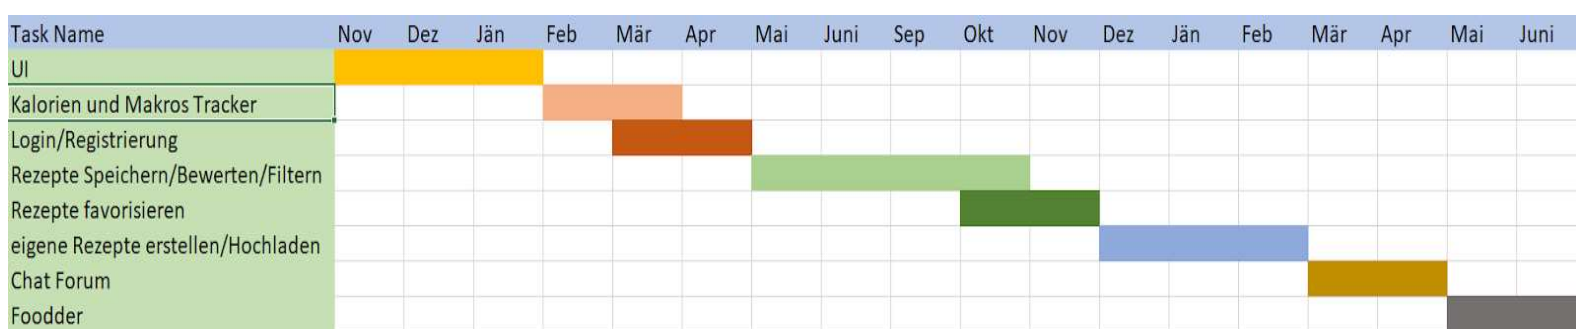 Task Name Nov Dez Jän Feb Mär Apr Mai Juni Sep Okt Nov Dez Jän Feb Mär Apr Mai Juni
UI
Kalorien und Makros Tracker
Login/Registrierung
Rezepte Speichern/Bewerten/Filtern
Rezepte favorisieren
eigene Rezepte erstellen/Hochladen
Chat Forum
Foodder